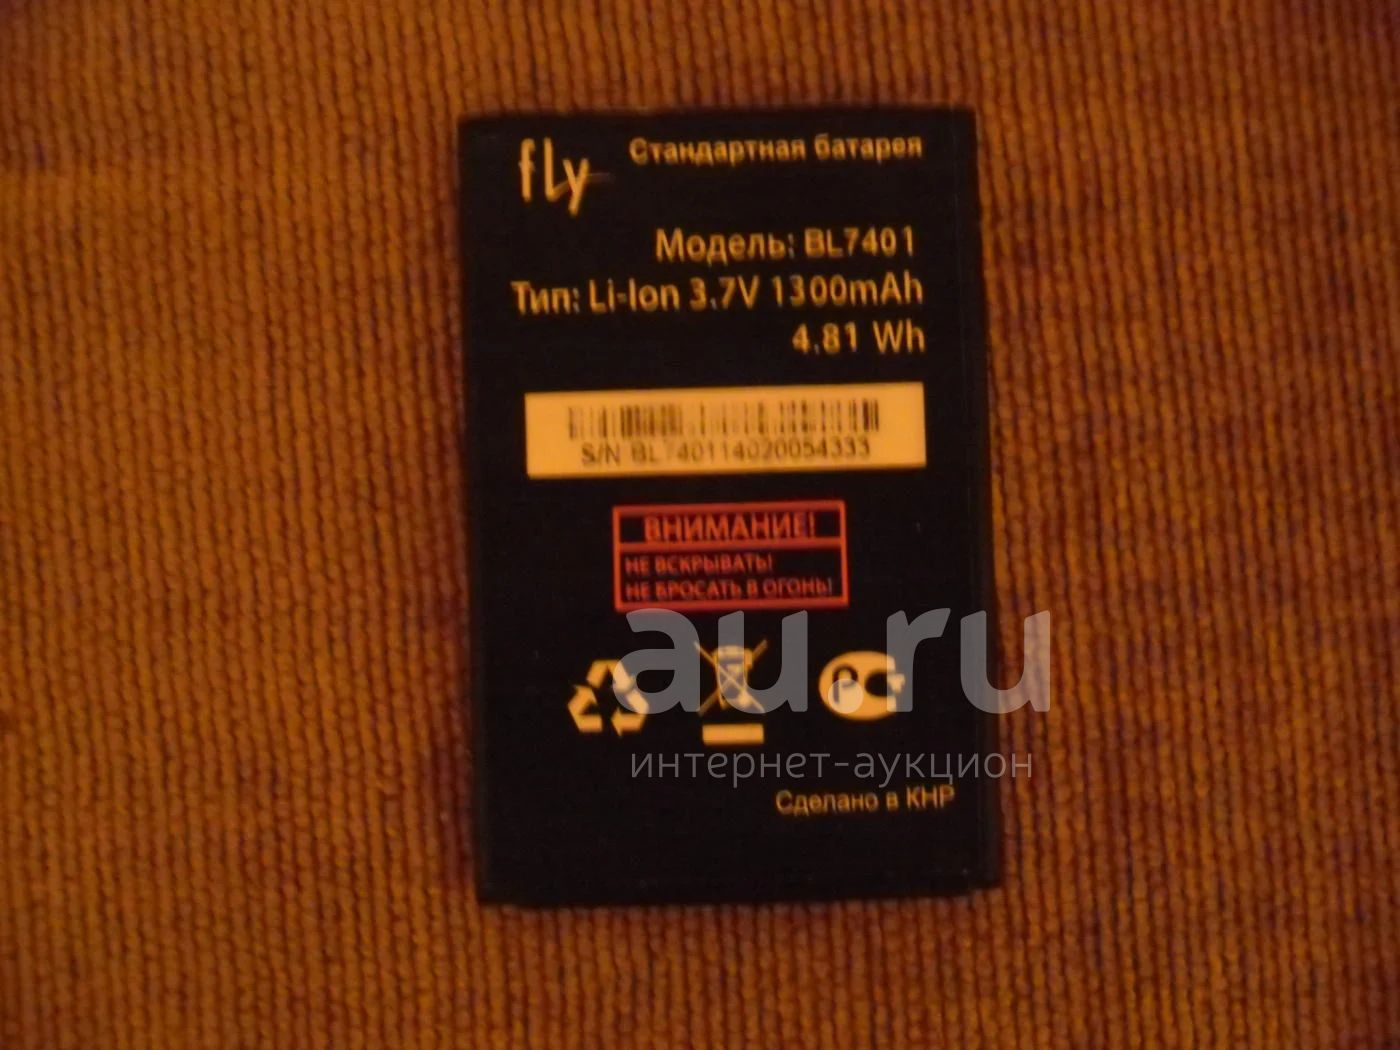 fly
Стандартная батарея
Модель: BL7401
Тип: Li-Ion 3.7V 1300mAh
4.81 Wh
S/N BL740114020054333
ВНИМАНИЕ!
НЕ ВСКРЫВАТЬ!
НЕ БРОСАТЬ В ОГОНЬ!
au.ru
интернет-аукцион
Сделано в КНР